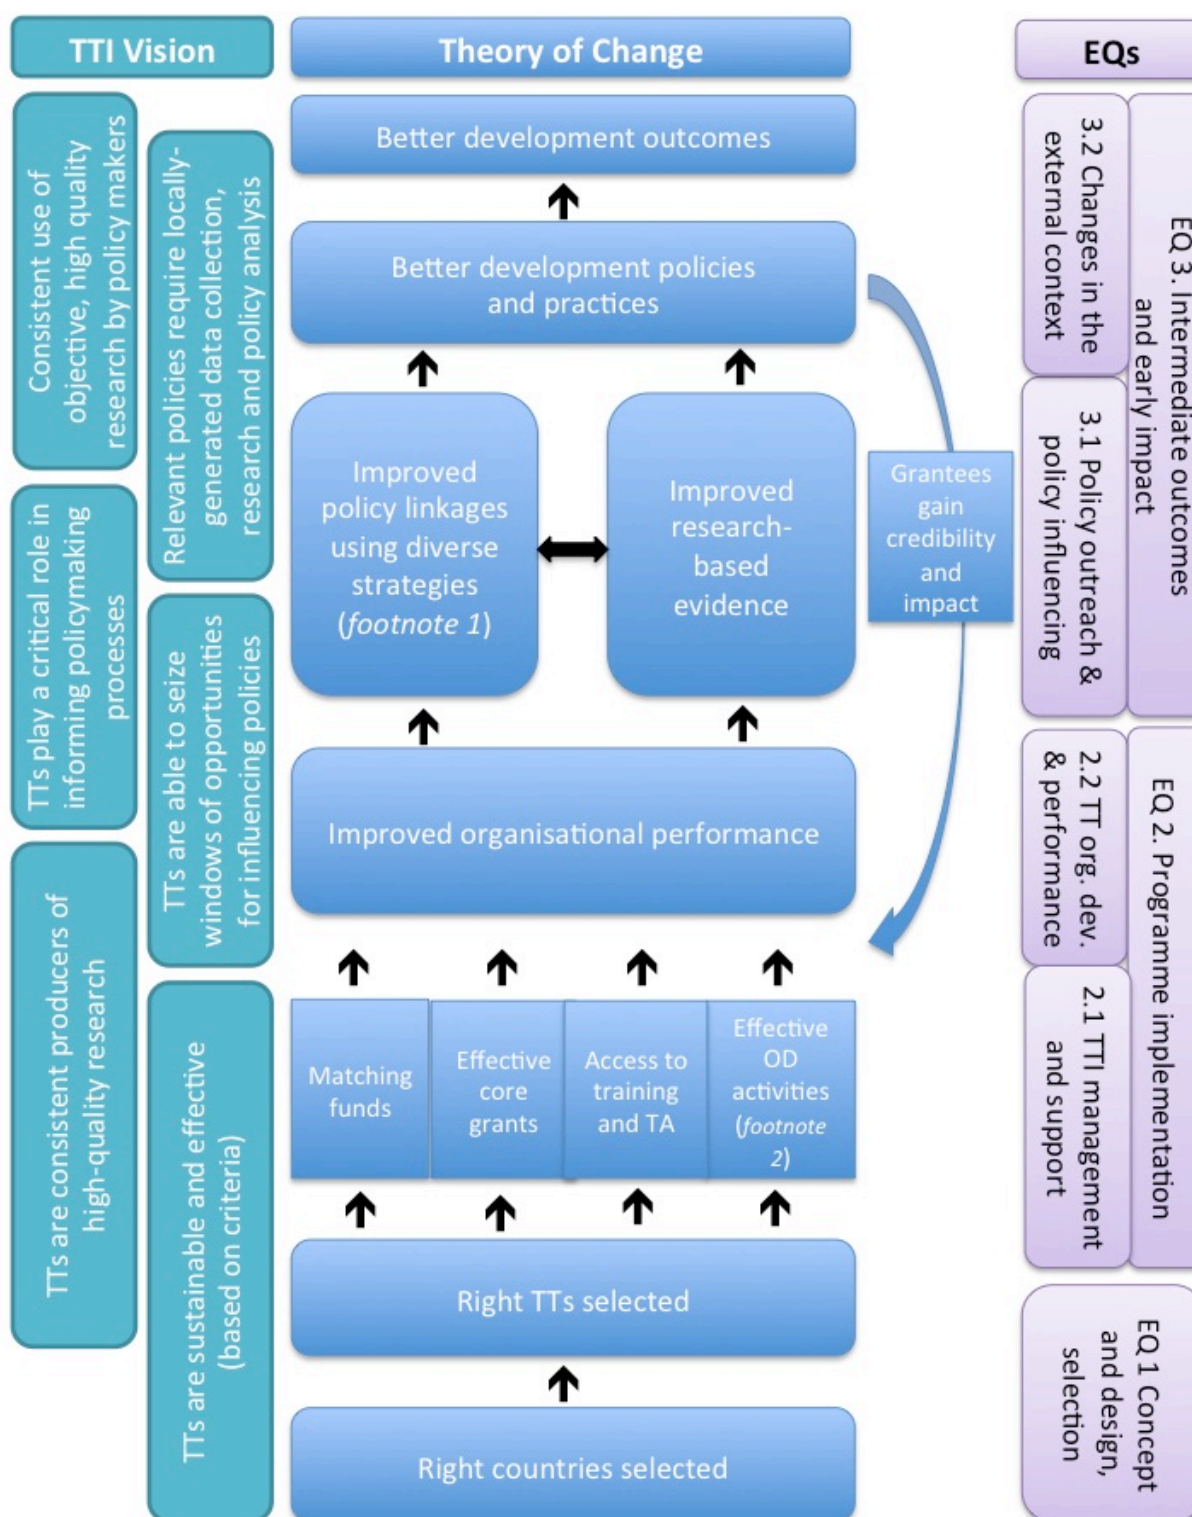 TTI Vision
Consistent use of
objective, high quality
research by policy makers
Relevant policies require locally-
generated data collection,
research and policy analysis
TTs play a critical role in
informing policymaking
processes
TTs are able to seize
windows of opportunities
for influencing policies
TTs are consistent producers of
high-quality research
TTs are sustainable and effective
(based on criteria)
Theory of Change
Better development outcomes
Better development policies
and practices
Improved
policy linkages
using diverse
strategies
(footnote 1)
Improved
research-
based
evidence
Grantees
gain
credibility
and
impact
Improved organisational performance
Matching
funds
Effective
core
grants
Access to
training
and TA
Effective
OD
activities
(footnote
2)
Right TTs selected
Right countries selected
EQs
3.2 Changes in the
external context
EQ 3. Intermediate outcomes
and early impact
3.1 Policy outreach &
policy influencing
2.2 TT org. dev.
& performance
EQ 2. Programme implementation
2.1 TTI management
and support
EQ 1 Concept
and design,
selection